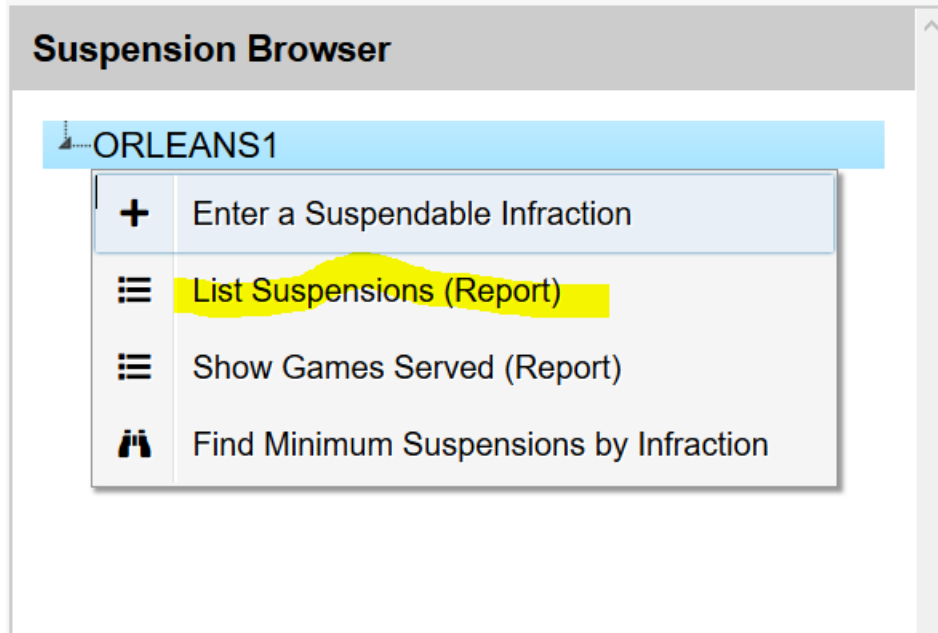 Suspension Browser
ORLEANS1
Enter a Suspendable Infraction
List Suspensions (Report)
Show Games Served (Report)
Find Minimum Suspensions by Infraction